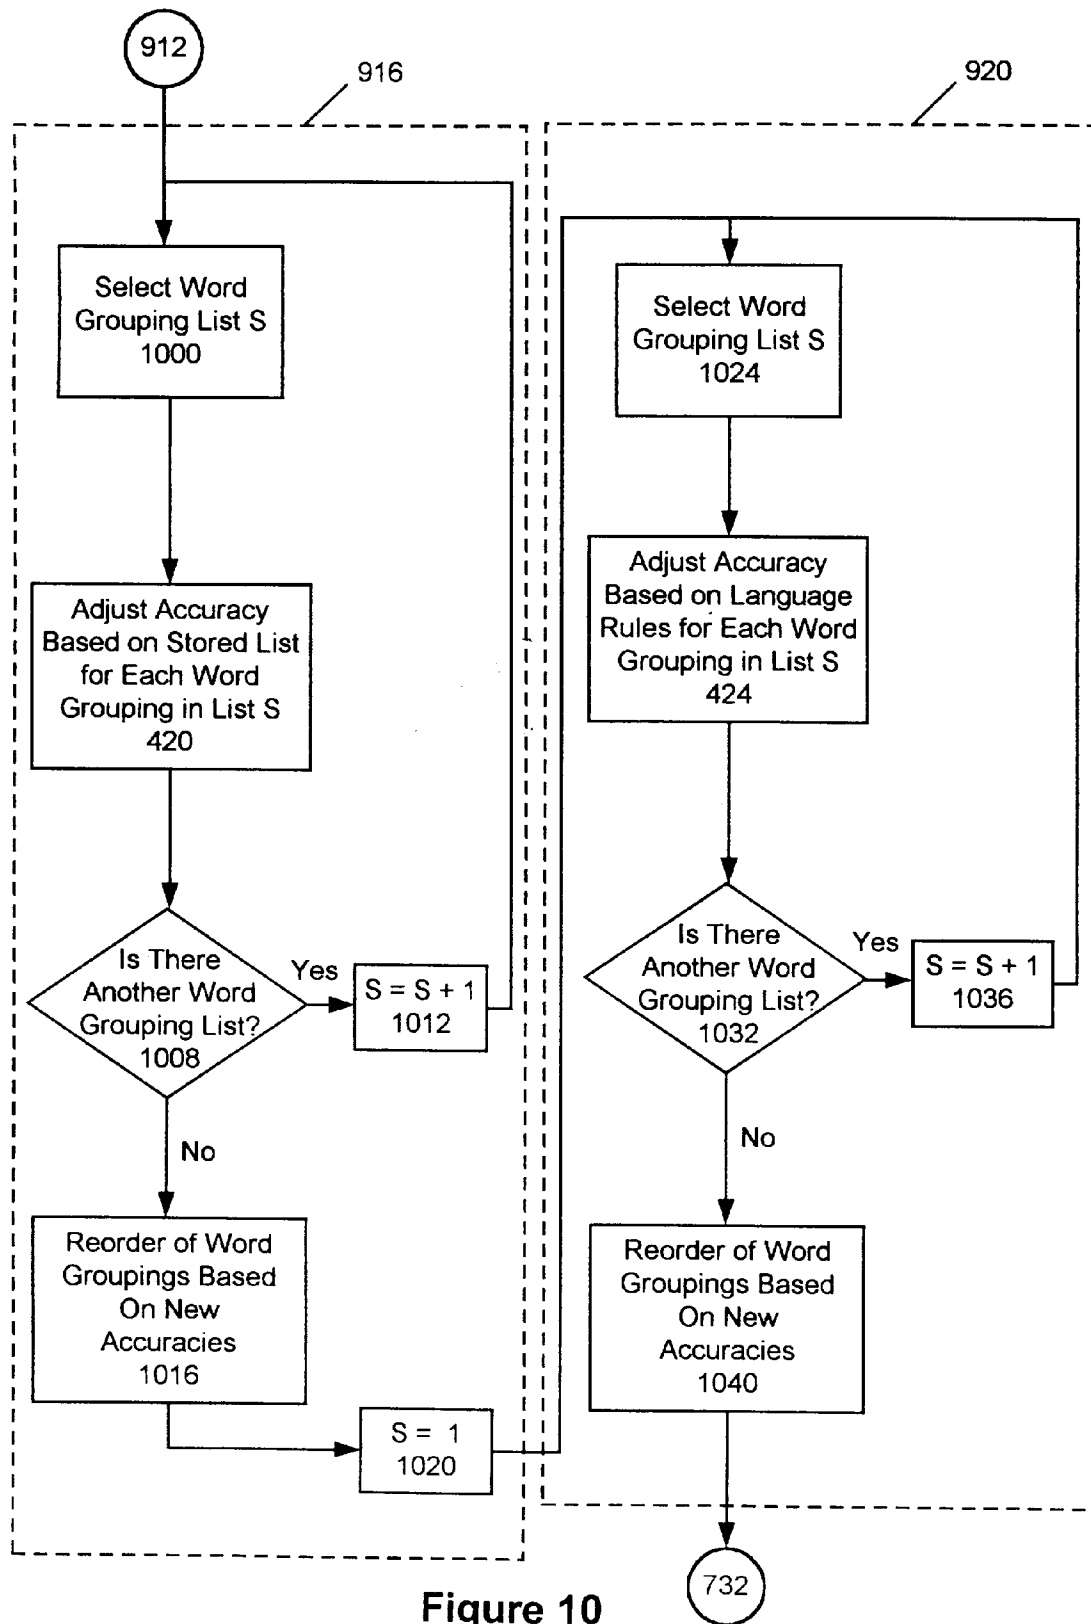 912
916
Select Word
Grouping List S
1000
Adjust Accuracy
Based on Stored List
for Each Word
Grouping in List S
420
Is There
Another Word
Grouping List?
1008
Yes
S = S + 1
1012
No
Reorder of Word
Groupings Based
On New
Accuracies
1016
S = 1
1020
920
Select Word
Grouping List S
1024
Adjust Accuracy
Based on Language
Rules for Each Word
Grouping in List S
424
Is There
Another Word
Grouping List?
1032
Yes
S = S + 1
1036
No
Reorder of Word
Groupings Based
On New
Accuracies
1040
732
Figure 10